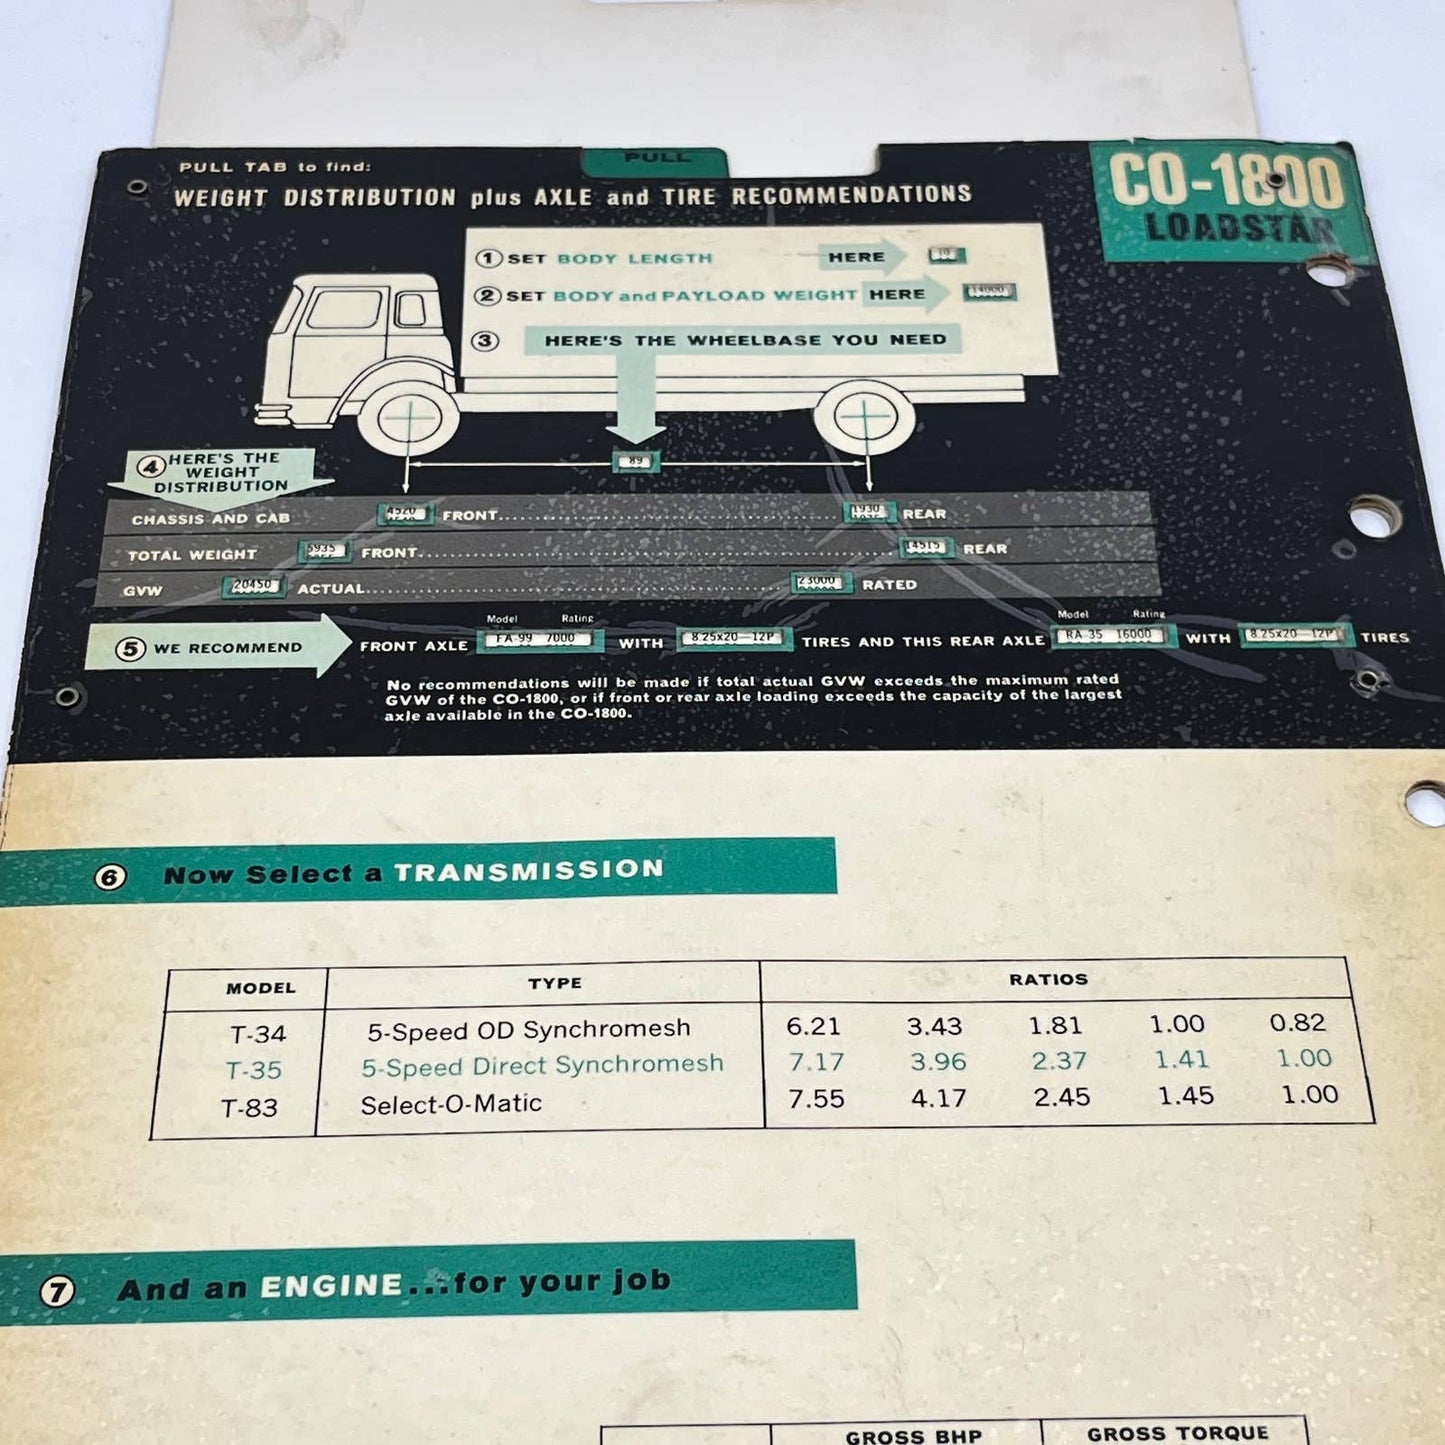 PULL
PULL TAB to find:
WEIGHT DISTRIBUTION plus AXLE and TIRE RECOMMENDATIONS
CO-1800
LOADSTAR
1 SET BODY LENGTH HERE
2 SET BODY and PAYLOAD WEIGHT HERE 14000
3 HERE'S THE WHEELBASE YOU NEED
89
4 HERE'S THE
WEIGHT
DISTRIBUTION
CHASSIS AND CAB FRONT REAR
TOTAL WEIGHT 5935 FRONT REAR
GVW 20450 ACTUAL 23000 RATED
Model Rating Model Rating
5 WE RECOMMEND FRONT AXLE FA-99 7000 WITH 8.25x20—12P TIRES AND THIS REAR AXLE RA-35 16000 WITH 8.25x20—12P TIRES
No recommendations will be made if total actual GVW exceeds the maximum rated
GVW of the CO-1800, or if front or rear axle loading exceeds the capacity of the largest
axle available in the CO-1800.
6 Now Select a TRANSMISSION
MODEL TYPE RATIOS
T-34 5-Speed OD Synchromesh 6.21 3.43 1.81 1.00 0.82
T-35 5-Speed Direct Synchromesh 7.17 3.96 2.37 1.41 1.00
T-83 Select-O-Matic 7.55 4.17 2.45 1.45 1.00
7 And an ENGINE...for your job
GROSS BHP GROSS TORQUE